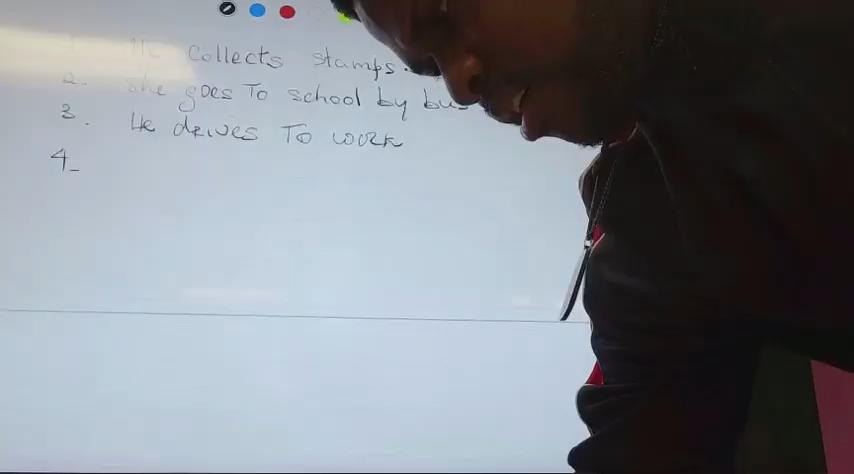 1. He collects stamps.
2. she goes To school by bus
3. He drives To work
4-